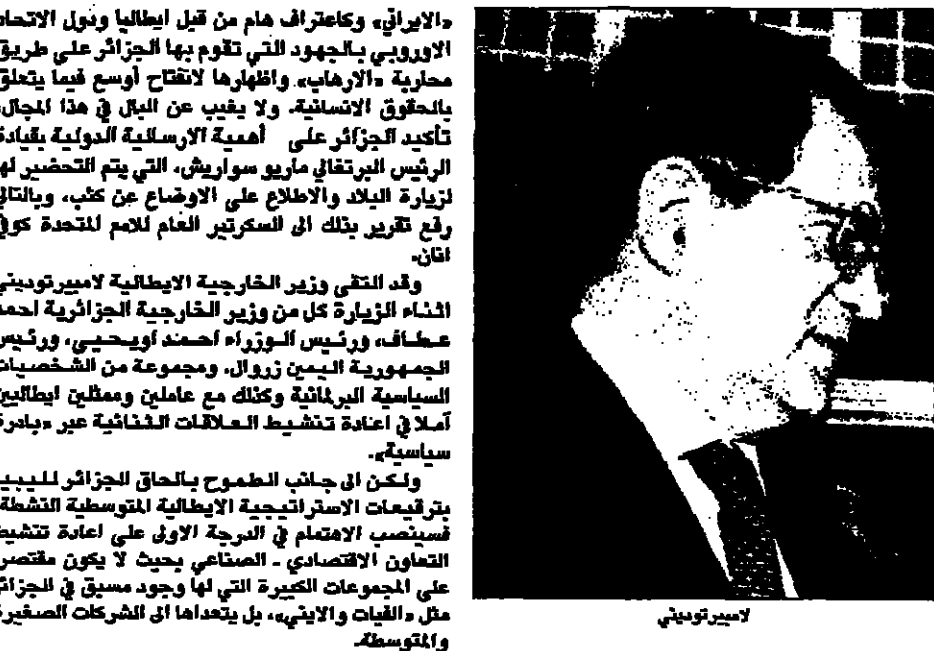 «الايراني» وكاعتراف هام من قبل ايطاليا ودول الاتحاد
الاوروبي بالجهود التي تقوم بها الجزائر على طريق
محاربة «الارهاب» واظهارها لانفتاح أوسع فيما يتعلق
بالحقوق الانسانية. ولا يغيب عن البال في هذا المجال،
تأكيد الجزائر على أهمية الارسالية الدولية بقيادة
الرئيس البرتغالي ماريو سواريش، التي يتم التحضير لها
لزيارة البلاد والاطلاع على الاوضاع عن كثب، وبالتالي
رفع تقرير بذلك الى السكرتير العام للامم المتحدة كوفي
انان.
وقد التقى وزير الخارجية الايطالية لامبيرتوديني
اثناء الزيارة كل من وزير الخارجية الجزائرية احمد
عطاف، ورئيس الوزراء احمد اويحيي، ورئيس
الجمهورية اليمين زروال، ومجموعة من الشخصيات
السياسية البرلمانية وكذلك مع عاملين وممثلين ايطاليين
آملا في اعادة تنشيط العلاقات الثنائية عبر «بادرة
سياسية».
ولكن الى جانب الطموح بالحاق الجزائر لليبيا
بترقيعات الاستراتيجية الايطالية المتوسطية النشطة،
فسينصب الاهتمام في الدرجة الاولى على اعادة تنشيط
التعاون الاقتصادي ـ الصناعي بحيث لا يكون مقتصرا
على المجموعات الكبيرة التي لها وجود مسبق في الجزائر
مثل «الفيات والايني»، بل يتعداها الى الشركات الصغيرة
والمتوسطة.
لامبيرتوديني